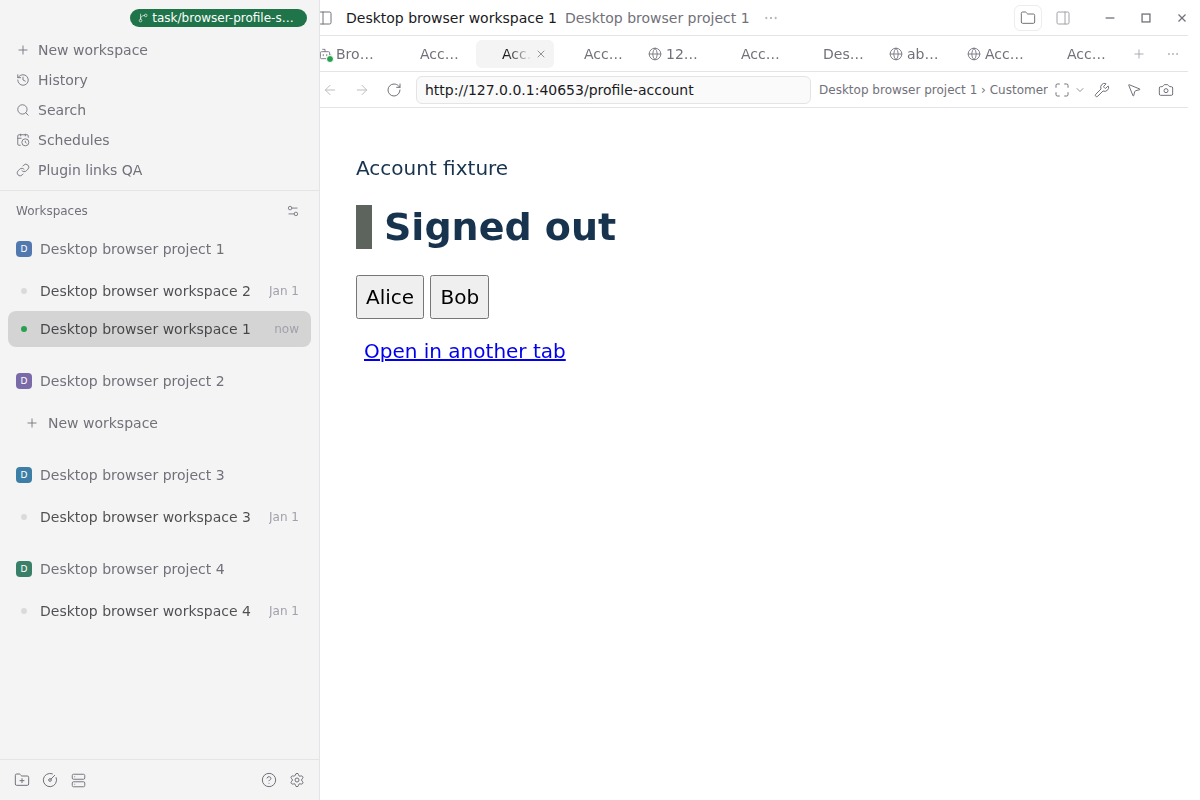 task/browser-profile-s...
New workspace
History
Search
Schedules
Plugin links QA
Workspaces
D Desktop browser project 1
Desktop browser workspace 2 Jan 1
Desktop browser workspace 1 now
D Desktop browser project 2
New workspace
D Desktop browser project 3
Desktop browser workspace 3 Jan 1
D Desktop browser project 4
Desktop browser workspace 4 Jan 1
Desktop browser workspace 1 Desktop browser project 1
Bro... Acc... Acc Acc... 12... Acc... Des... ab... Acc... Acc...
http://127.0.0.1:40653/profile-account Desktop browser project 1 › Customer
Account fixture
Signed out
Alice Bob
Open in another tab